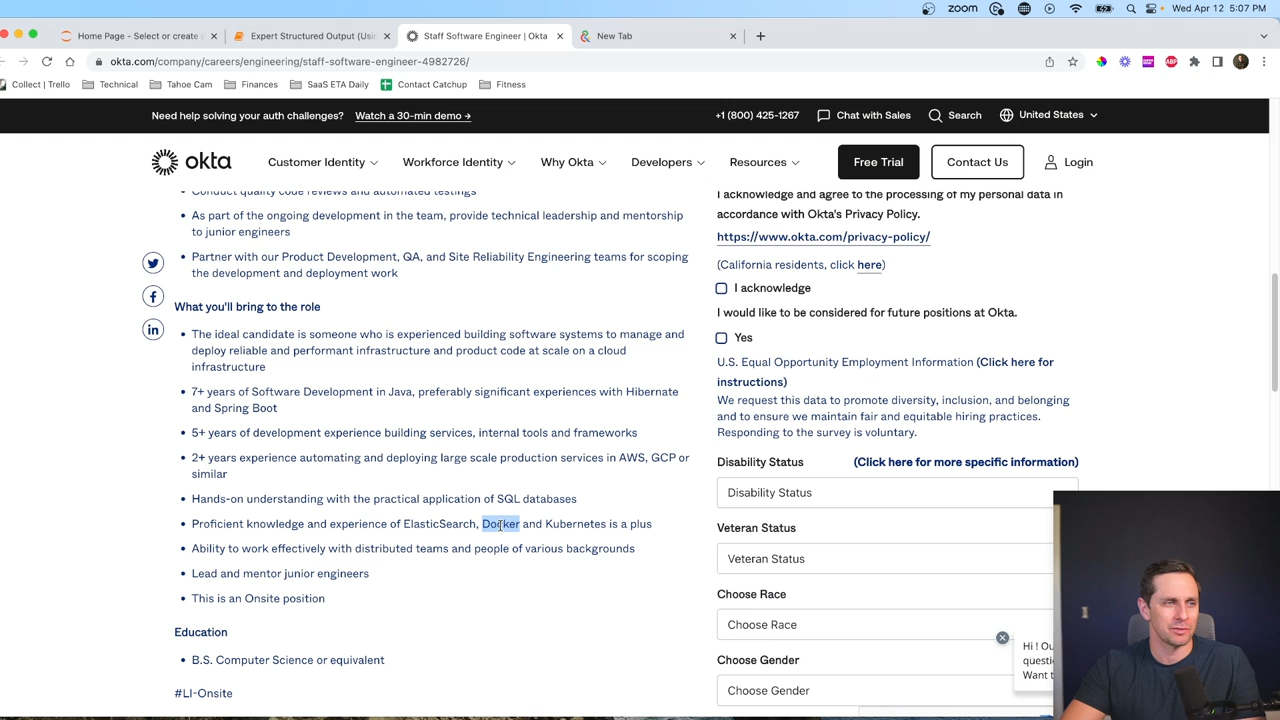 zoom
Wed Apr 12 5:07 PM
Home Page - Select or create a
Expert Structured Output (Usin
Staff Software Engineer | Okta
New Tab
okta.com/company/careers/engineering/staff-software-engineer-4982726/
Collect | Trello
Technical
Tahoe Cam
Finances
SaaS ETA Daily
Contact Catchup
Fitness
Need help solving your auth challenges? Watch a 30-min demo →
+1 (800) 425-1267
Chat with Sales
Search
United States
okta
Customer Identity
Workforce Identity
Why Okta
Developers
Resources
Free Trial
Contact Us
Login
• Conduct quality code reviews and automated testings
• As part of the ongoing development in the team, provide technical leadership and mentorship
to junior engineers
• Partner with our Product Development, QA, and Site Reliability Engineering teams for scoping
the development and deployment work
What you'll bring to the role
• The ideal candidate is someone who is experienced building software systems to manage and
deploy reliable and performant infrastructure and product code at scale on a cloud
infrastructure
• 7+ years of Software Development in Java, preferably significant experiences with Hibernate
and Spring Boot
• 5+ years of development experience building services, internal tools and frameworks
• 2+ years experience automating and deploying large scale production services in AWS, GCP or
similar
• Hands-on understanding with the practical application of SQL databases
• Proficient knowledge and experience of ElasticSearch, Docker and Kubernetes is a plus
• Ability to work effectively with distributed teams and people of various backgrounds
• Lead and mentor junior engineers
• This is an Onsite position
Education
• B.S. Computer Science or equivalent
#LI-Onsite
I acknowledge and agree to the processing of my personal data in
accordance with Okta's Privacy Policy.
https://www.okta.com/privacy-policy/
(California residents, click here)
I acknowledge
I would like to be considered for future positions at Okta.
Yes
U.S. Equal Opportunity Employment Information (Click here for
instructions)
We request this data to promote diversity, inclusion, and belonging
and to ensure we maintain fair and equitable hiring practices.
Responding to the survey is voluntary.
Disability Status (Click here for more specific information)
Disability Status
Veteran Status
Veteran Status
Choose Race
Choose Race
Choose Gender
Choose Gender
Hi ! Ou
questi
Want t